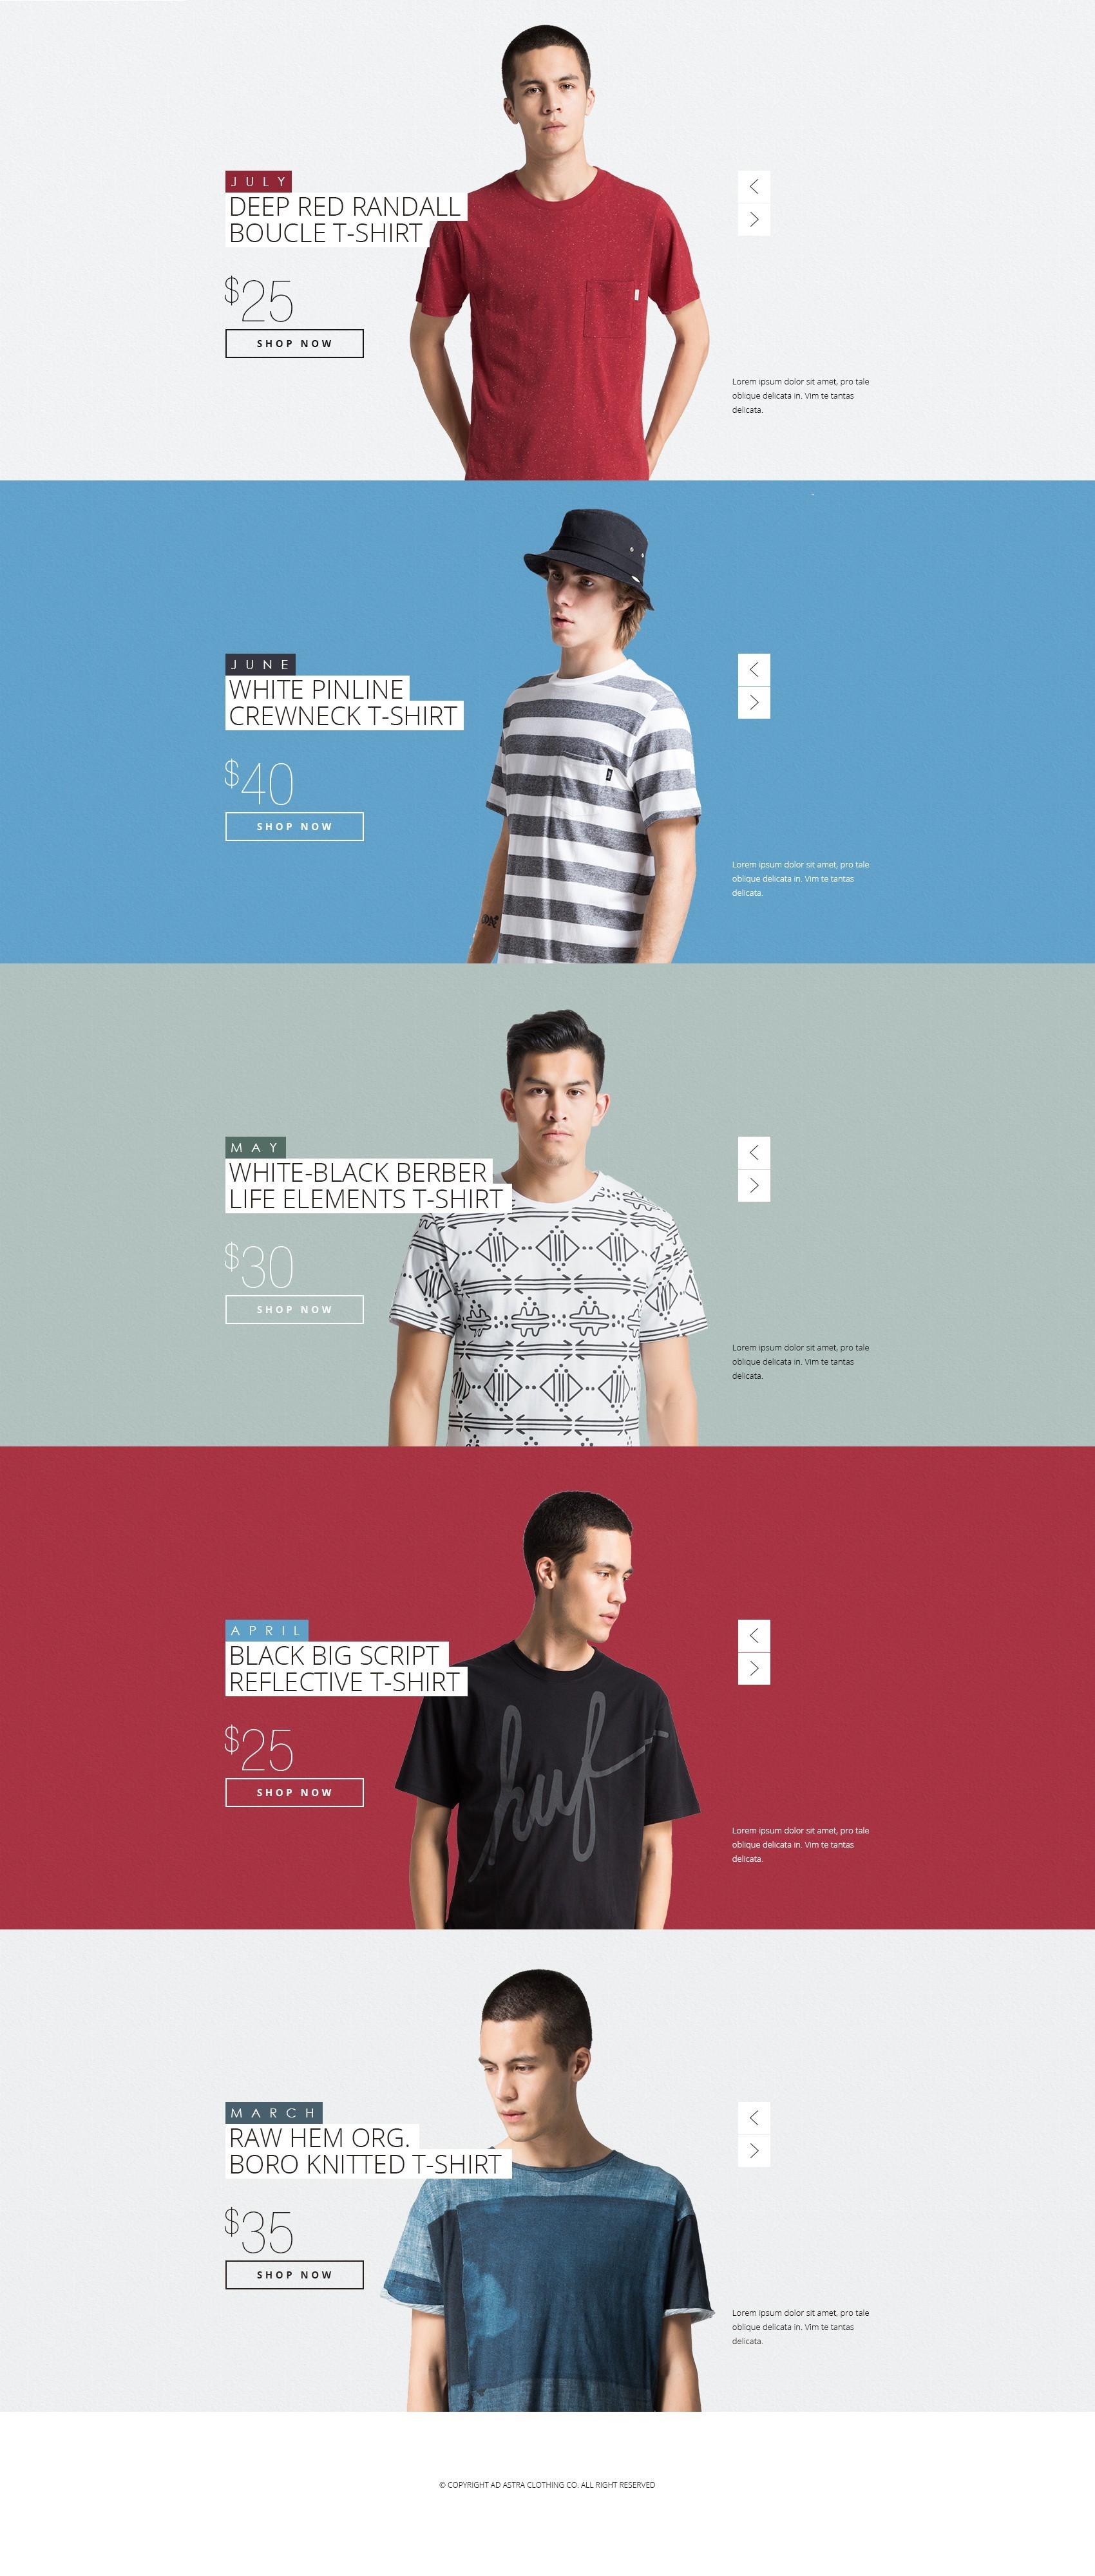 JULY
DEEP RED RANDALL
BOUCLE T-SHIRT
$25
SHOP NOW
Lorem ipsum dolor sit amet, pro tale
oblique delicata in. Vim te tantas
delicata.
JUNE
WHITE PINLINE
CREWNECK T-SHIRT
$40
SHOP NOW
Lorem ipsum dolor sit amet, pro tale
oblique delicata in. Vim te tantas
delicata.
MAY
WHITE-BLACK BERBER
LIFE ELEMENTS T-SHIRT
$30
SHOP NOW
Lorem ipsum dolor sit amet, pro tale
oblique delicata in. Vim te tantas
delicata.
APRIL
BLACK BIG SCRIPT
REFLECTIVE T-SHIRT
$25
SHOP NOW
huf
Lorem ipsum dolor sit amet, pro tale
oblique delicata in. Vim te tantas
delicata.
MARCH
RAW HEM ORG.
BORO KNITTED T-SHIRT
$35
SHOP NOW
Lorem ipsum dolor sit amet, pro tale
oblique delicata in. Vim te tantas
delicata.
© COPYRIGHT AD ASTRA CLOTHING CO. ALL RIGHT RESERVED